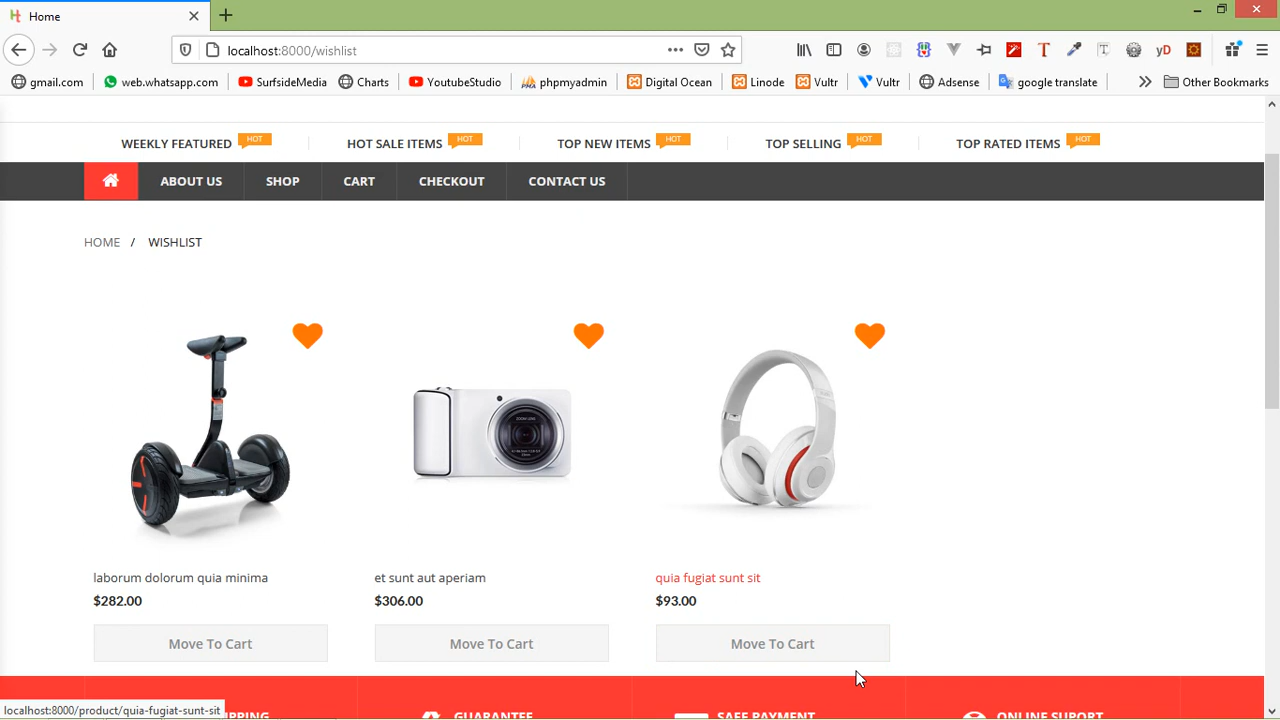 Home
localhost:8000/wishlist
gmail.com web.whatsapp.com SurfsideMedia Charts YoutubeStudio phpmyadmin Digital Ocean Linode Vultr Vultr Adsense google translate Other Bookmarks
WEEKLY FEATURED HOT HOT SALE ITEMS HOT TOP NEW ITEMS HOT TOP SELLING HOT TOP RATED ITEMS HOT
ABOUT US SHOP CART CHECKOUT CONTACT US
HOME / WISHLIST
laborum dolorum quia minima et sunt aut aperiam quia fugiat sunt sit
$282.00 $306.00 $93.00
Move To Cart Move To Cart Move To Cart
localhost:8000/product/quia-fugiat-sunt-sit
GUARANTEE SAFE PAYMENT ONLINE SUPORT